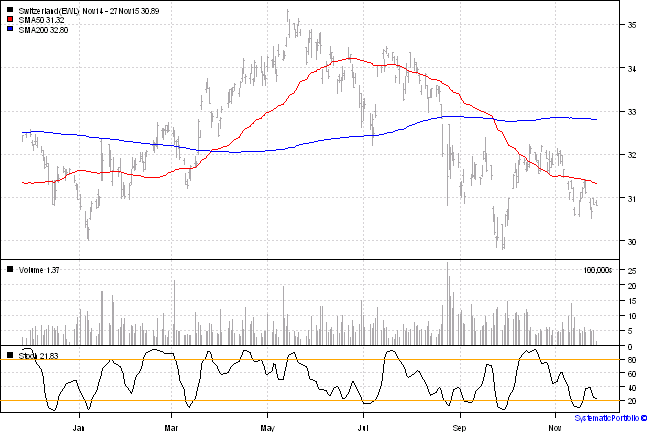 Switzerland(EWL) Nov14 - 27Nov15 30.89
SMA50 31.32
SMA200 32.80
35
34
33
32
31
30
Volume 1.37
100,000s
25
20
15
10
5
0
Stock 21.83
80
60
40
20
Jan Mar May Jul Sep Nov
SystematicPortfolio ©